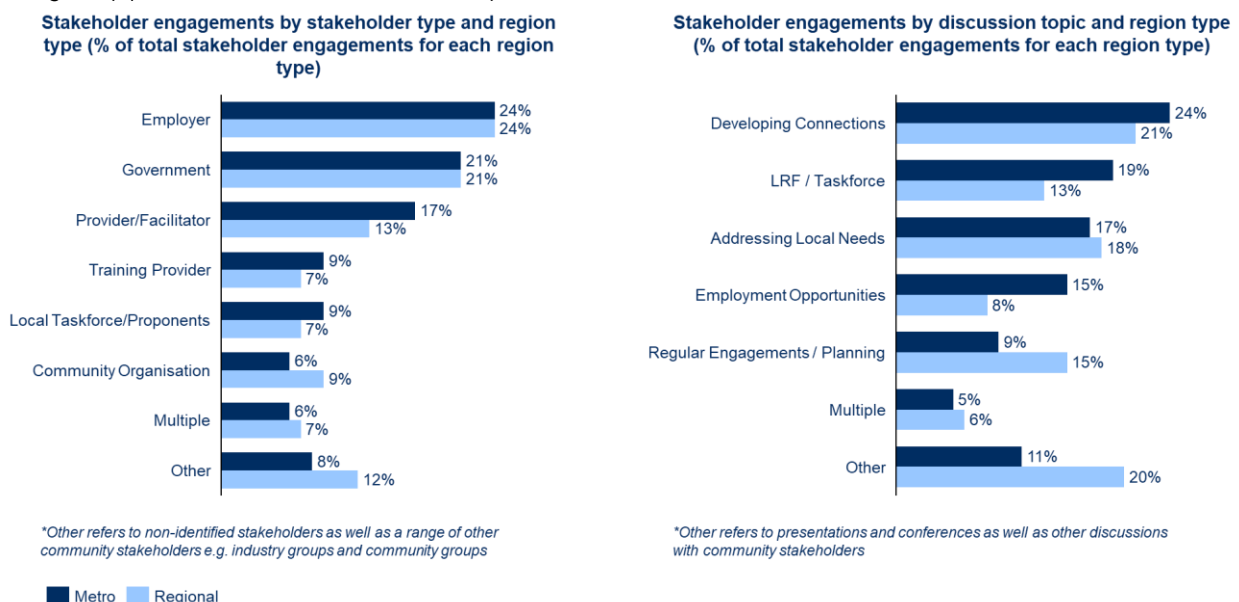 Stakeholder engagements by stakeholder type and region
type (% of total stakeholder engagements for each region
type)
Employer
24%
24%
Government
21%
21%
Provider/Facilitator
17%
13%
Training Provider
9%
7%
Local Taskforce/Proponents
9%
7%
Community Organisation
6%
9%
Multiple
6%
7%
Other
8%
12%
*Other refers to non-identified stakeholders as well as a range of other
community stakeholders e.g. industry groups and community groups
Metro
Regional
Stakeholder engagements by discussion topic and region type
(% of total stakeholder engagements for each region type)
Developing Connections
24%
21%
LRF / Taskforce
19%
13%
Addressing Local Needs
17%
18%
Employment Opportunities
15%
8%
Regular Engagements / Planning
9%
15%
Multiple
5%
6%
Other
11%
20%
*Other refers to presentations and conferences as well as other discussions
with community stakeholders